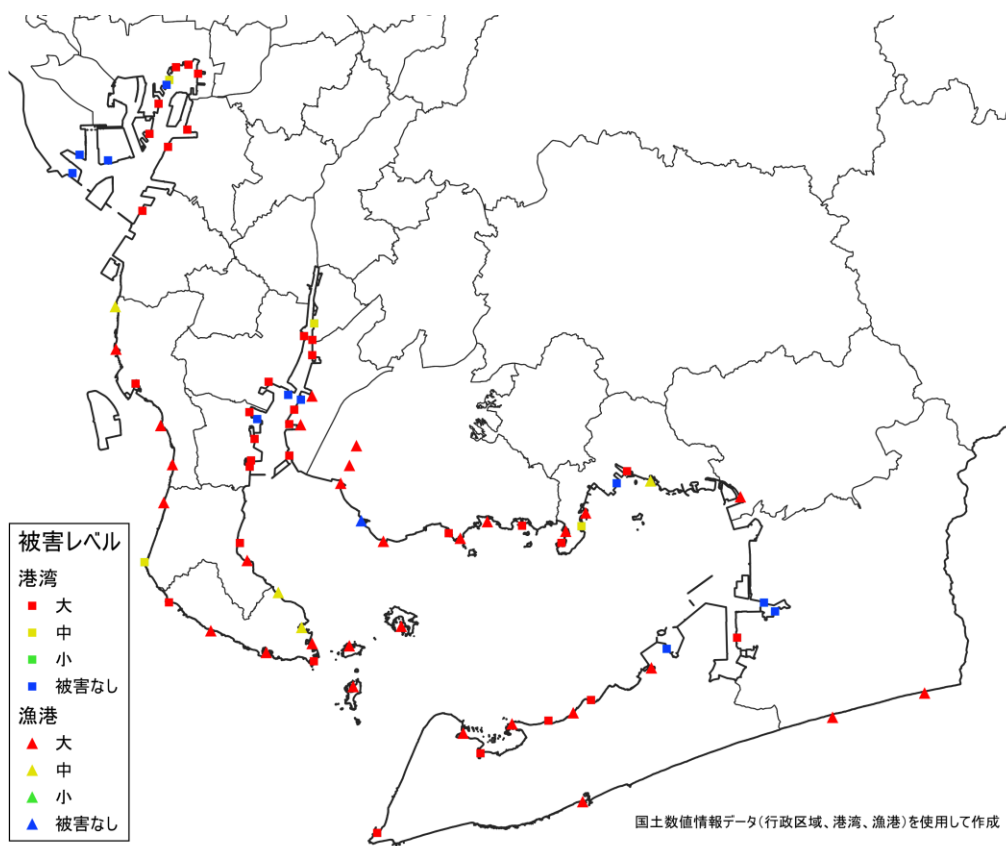 被害レベル
港湾
大
中
小
被害なし
漁港
大
中
小
被害なし
国土数値情報データ(行政区域、港湾、漁港)を使用して作成